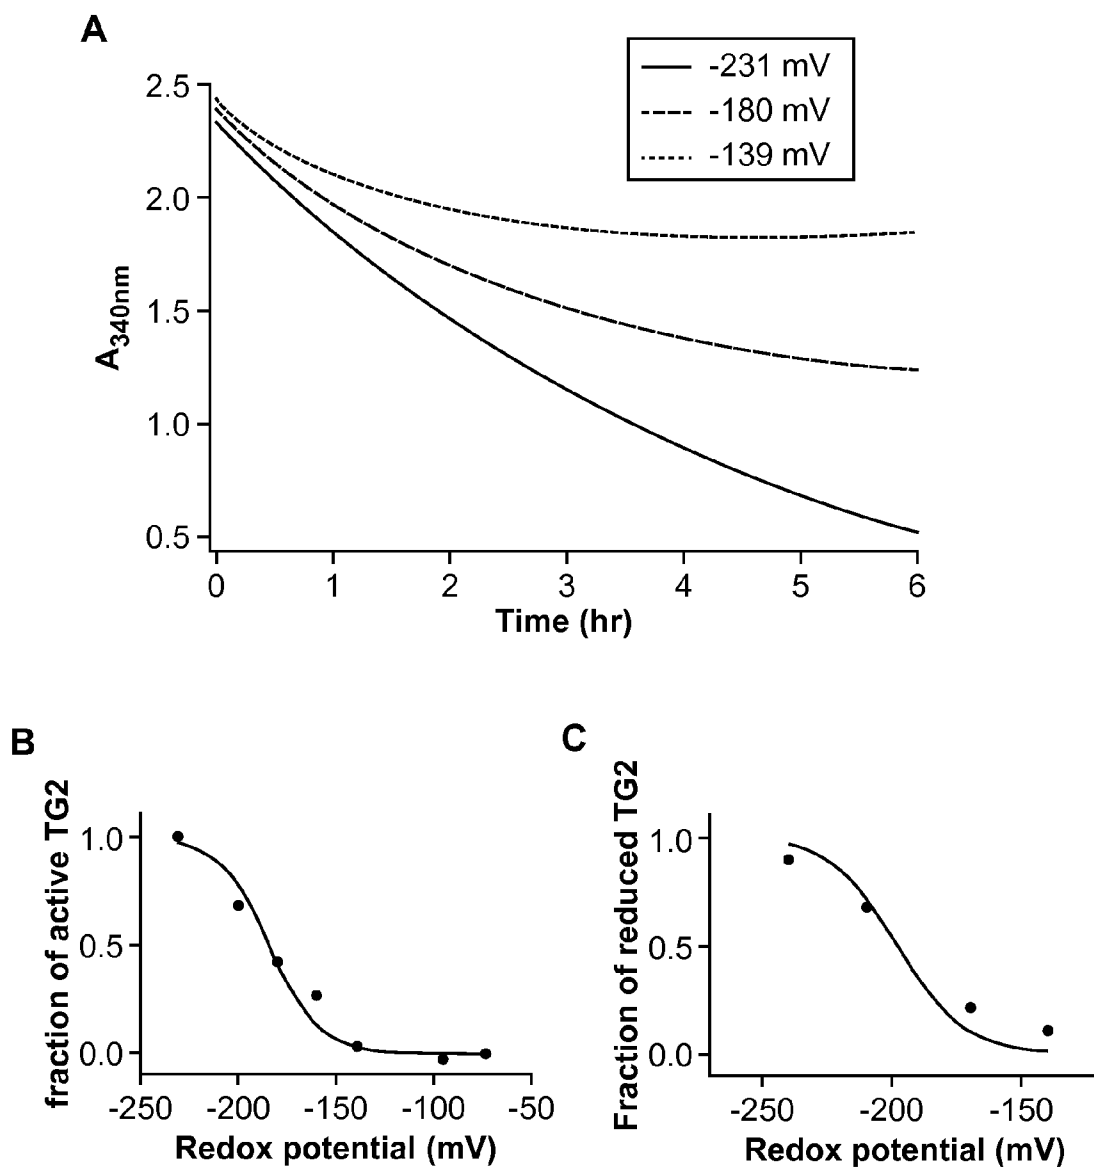 A
-231 mV
-180 mV
-139 mV
2.5
2.0
1.5
1.0
0.5
A340nm
0 1 2 3 4 5 6
Time (hr)
B
fraction of active TG2
1.0
0.5
0.0
-250 -200 -150 -100 -50
Redox potential (mV)
C
Fraction of reduced TG2
1.0
0.5
0.0
-250 -200 -150
Redox potential (mV)